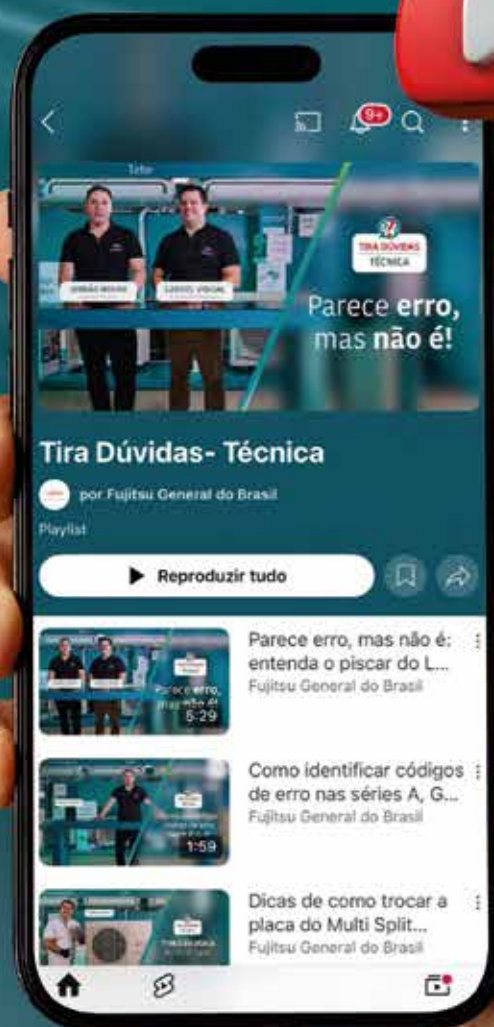 9+
TIRA DÚVIDAS
TÉCNICA
Parece erro,
mas não é!
Tira Dúvidas- Técnica
por Fujitsu General do Brasil
Playlist
Reproduzir tudo
Parece erro, mas não é:
entenda o piscar do L...
Fujitsu General do Brasil
Parece erro,
mas não é!
5:29
Como identificar códigos
de erro nas séries A, G...
Fujitsu General do Brasil
1:59
Dicas de como trocar a
placa do Multi Split...
Fujitsu General do Brasil